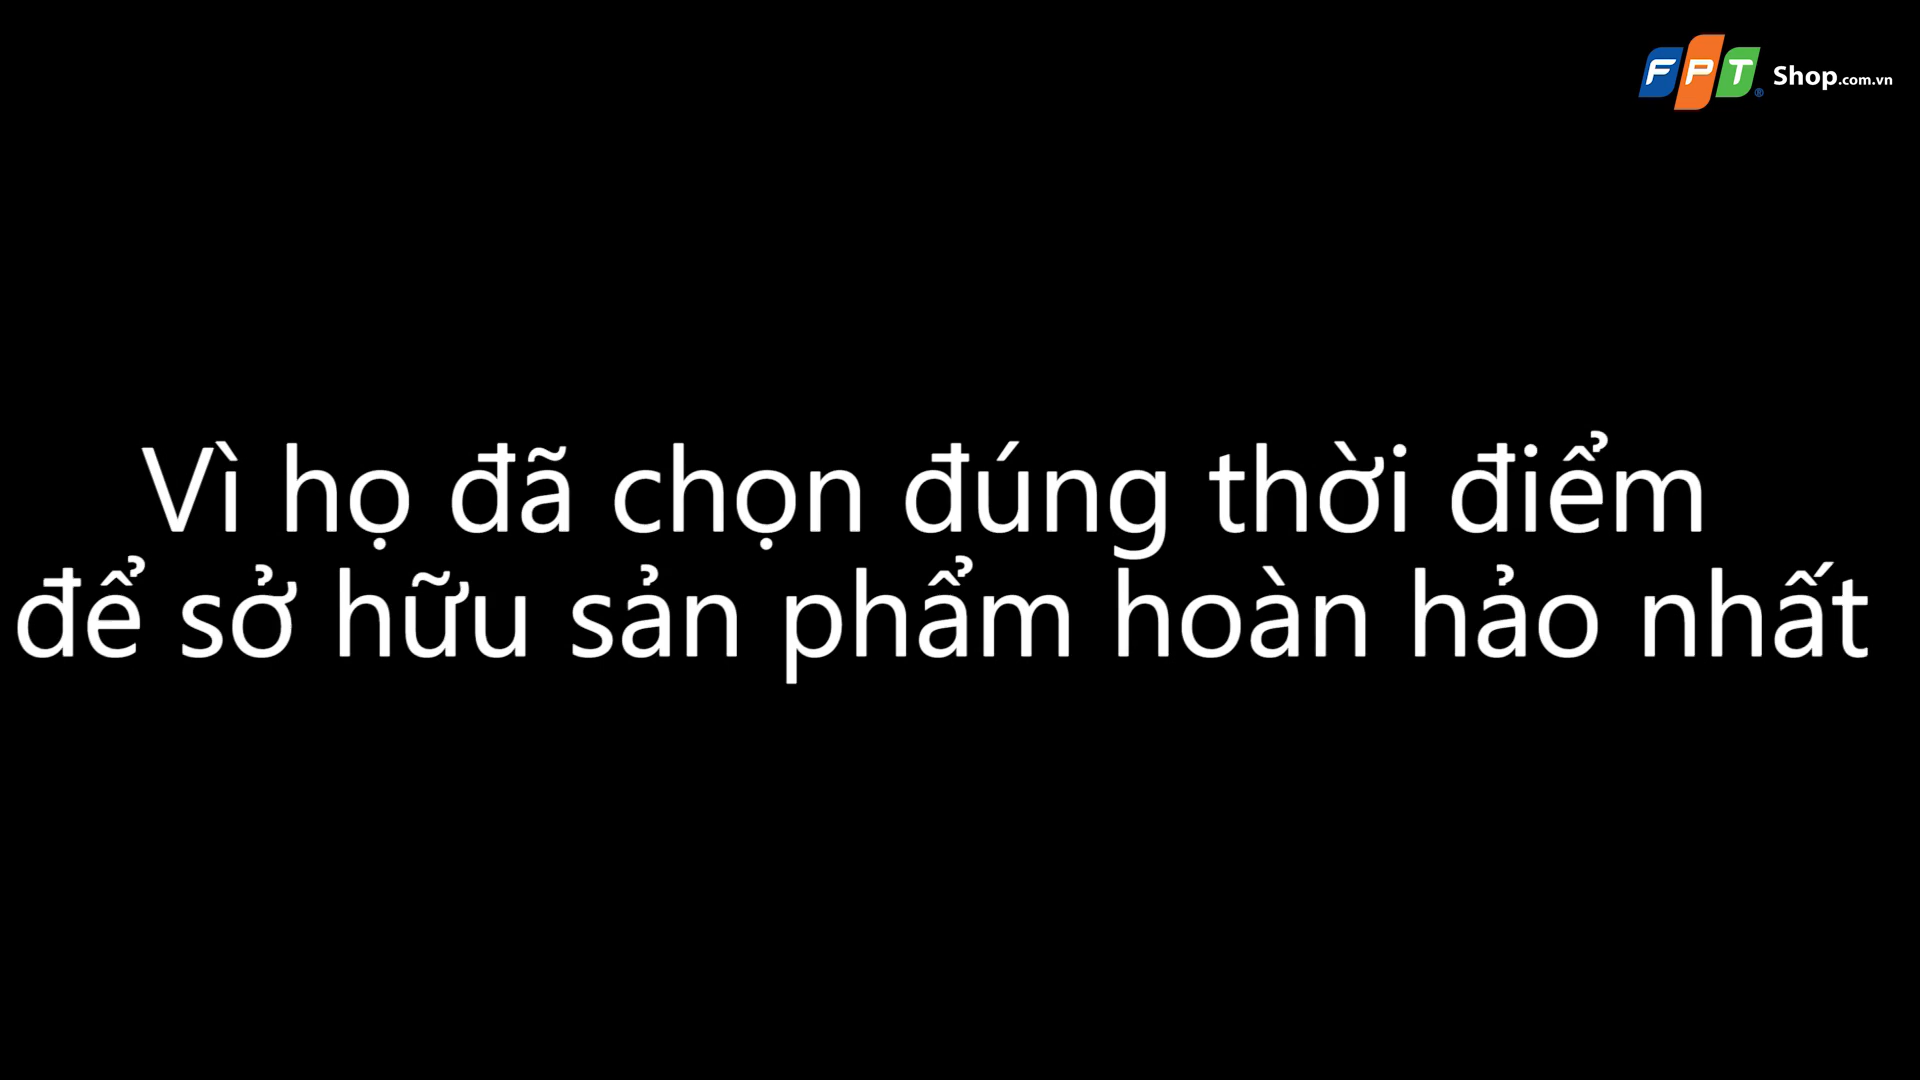 FPT® Shop.com.vn
Vì họ đã chọn đúng thời điểm
để sở hữu sản phẩm hoàn hảo nhất